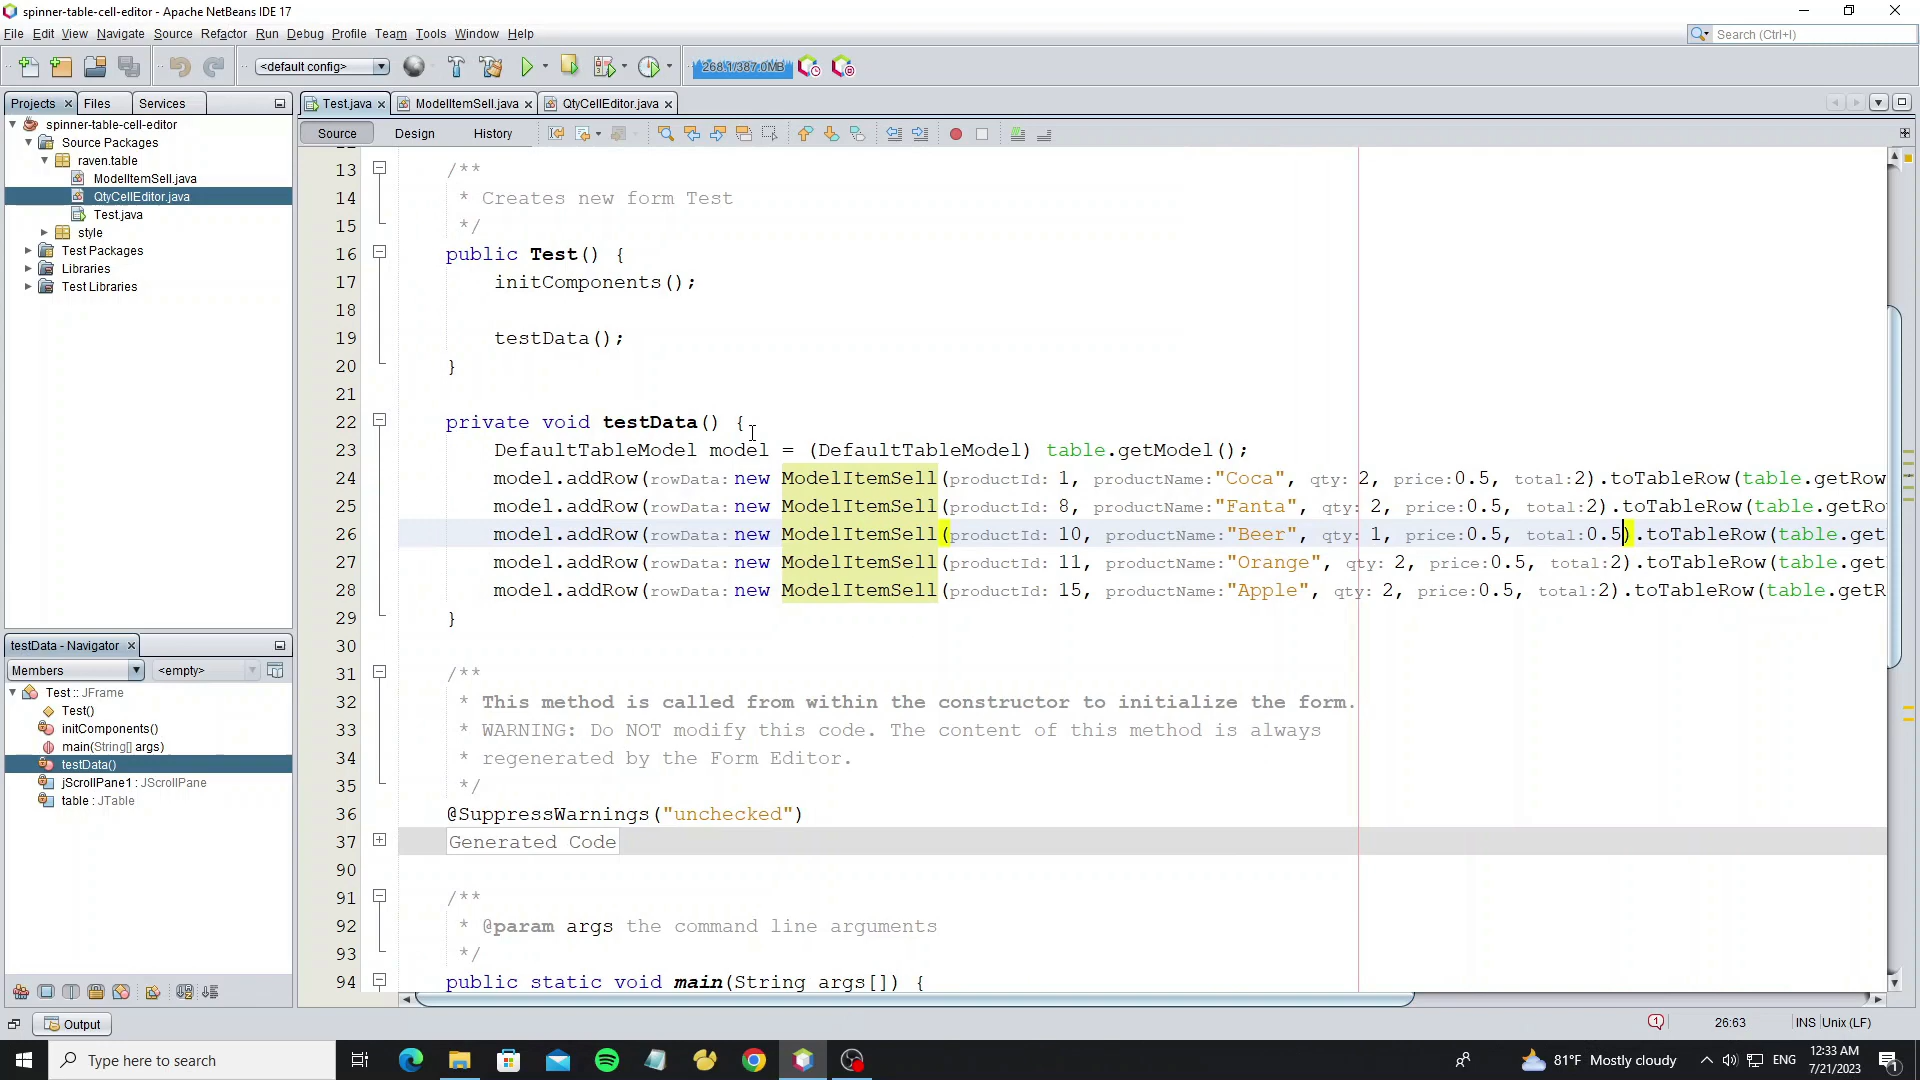 spinner-table-cell-editor - Apache NetBeans IDE 17
File Edit View Navigate Source Refactor Run Debug Profile Team Tools Window Help
Search (Ctrl+I)
<default config>
268.1/387.0MB
Projects Files Services
Test.java ModelItemSell.java QtyCellEditor.java
Source Design History
spinner-table-cell-editor
Source Packages
raven.table
ModelItemSell.java
QtyCellEditor.java
Test.java
style
Test Packages
Libraries
Test Libraries
testData - Navigator
Members
<empty>
Test :: JFrame
Test()
initComponents()
main(String[] args)
testData()
jScrollPane1 : JScrollPane
table : JTable
13 /**
14 * Creates new form Test
15 */
16 public Test() {
17 initComponents();
18
19 testData();
20 }
21
22 private void testData() {
23 DefaultTableModel model = (DefaultTableModel) table.getModel();
24 model.addRow(rowData: new ModelItemSell(productId: 1, productName:"Coca", qty: 2, price:0.5, total:2).toTableRow(table.getRow
25 model.addRow(rowData: new ModelItemSell(productId: 8, productName:"Fanta", qty: 2, price:0.5, total:2).toTableRow(table.getRo
26 model.addRow(rowData: new ModelItemSell(productId: 10, productName:"Beer", qty: 1, price:0.5, total:0.5).toTableRow(table.get
27 model.addRow(rowData: new ModelItemSell(productId: 11, productName:"Orange", qty: 2, price:0.5, total:2).toTableRow(table.get
28 model.addRow(rowData: new ModelItemSell(productId: 15, productName:"Apple", qty: 2, price:0.5, total:2).toTableRow(table.getR
29 }
30
31 /**
32 * This method is called from within the constructor to initialize the form.
33 * WARNING: Do NOT modify this code. The content of this method is always
34 * regenerated by the Form Editor.
35 */
36 @SuppressWarnings("unchecked")
37 Generated Code
90
91 /**
92 * @param args the command line arguments
93 */
94 public static void main(String args[]) {
Output
1
26:63
INS
Unix (LF)
Type here to search
81°F Mostly cloudy
ENG
12:33 AM
7/21/2023
1